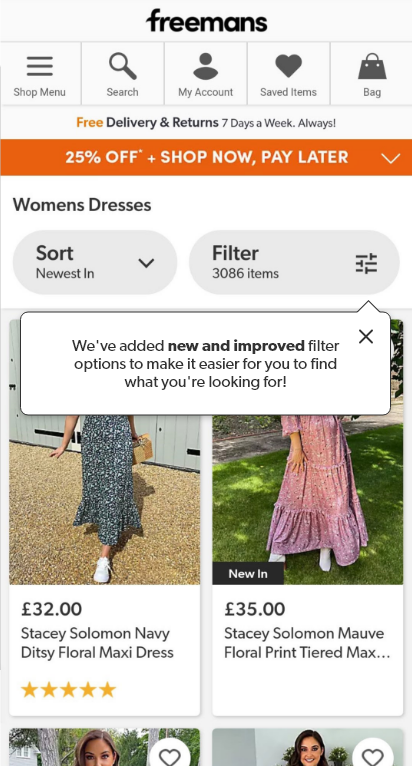 freemans
Shop Menu
Search
My Account
Saved Items
Bag
Free Delivery & Returns 7 Days a Week. Always!
25% OFF* + SHOP NOW, PAY LATER
Womens Dresses
Sort
Newest In
Filter
3086 items
We've added new and improved filter
options to make it easier for you to find
what you're looking for!
New In
£32.00
Stacey Solomon Navy
Ditsy Floral Maxi Dress
£35.00
Stacey Solomon Mauve
Floral Print Tiered Max...